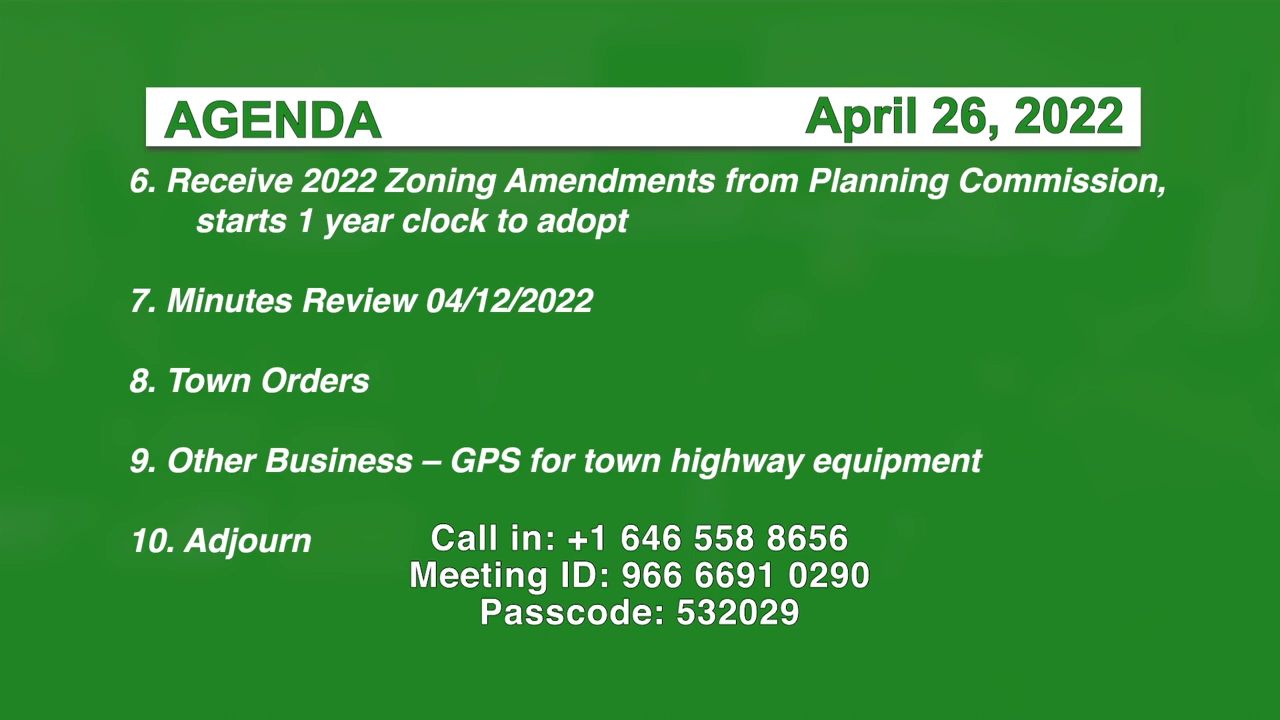 AGENDA April 26, 2022
6. Receive 2022 Zoning Amendments from Planning Commission,
starts 1 year clock to adopt
7. Minutes Review 04/12/2022
8. Town Orders
9. Other Business – GPS for town highway equipment
10. Adjourn
Call in: +1 646 558 8656
Meeting ID: 966 6691 0290
Passcode: 532029